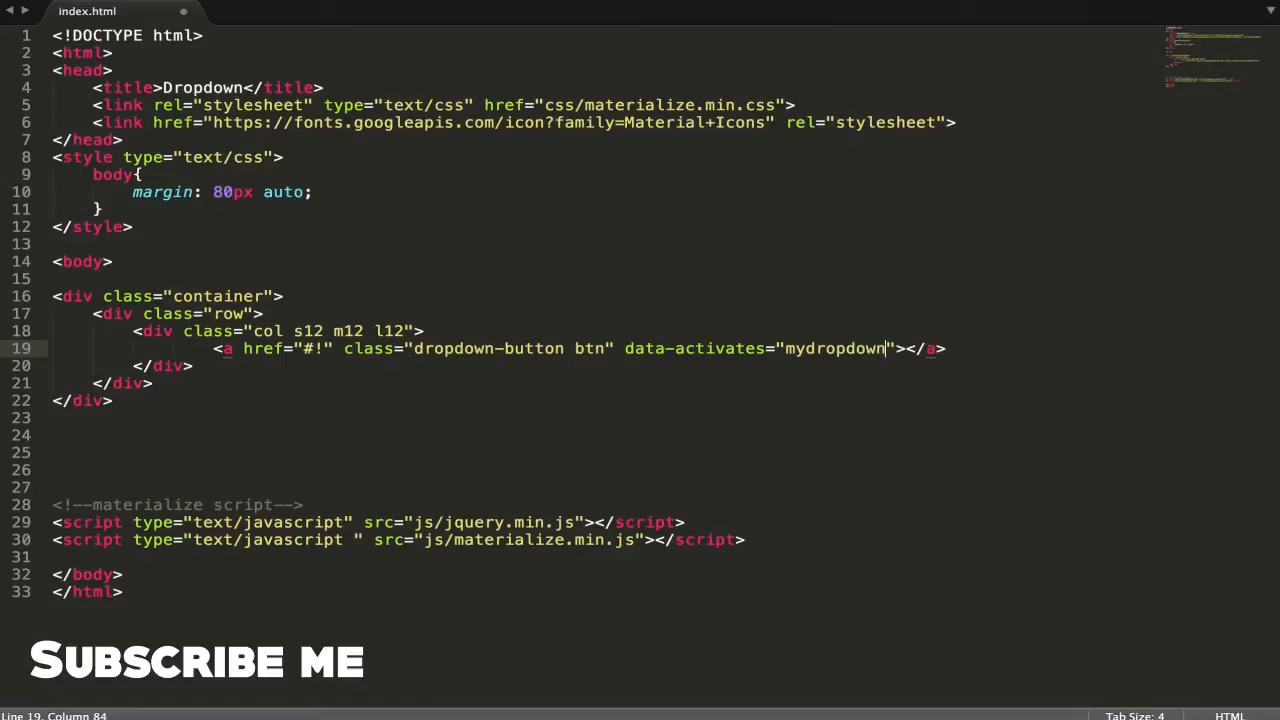 index.html
1 <!DOCTYPE html>
2 <html>
3 <head>
4 <title>Dropdown</title>
5 <link rel="stylesheet" type="text/css" href="css/materialize.min.css">
6 <link href="https://fonts.googleapis.com/icon?family=Material+Icons" rel="stylesheet">
7 </head>
8 <style type="text/css">
9 body{
10 margin: 80px auto;
11 }
12 </style>
13
14 <body>
15
16 <div class="container">
17 <div class="row">
18 <div class="col s12 m12 l12">
19 <a href="#!" class="dropdown-button btn" data-activates="mydropdown"></a>
20 </div>
21 </div>
22 </div>
23
24
25
26
27
28 <!--materialize script-->
29 <script type="text/javascript" src="js/jquery.min.js"></script>
30 <script type="text/javascript " src="js/materialize.min.js"></script>
31
32 </body>
33 </html>
SUBSCRIBE ME
Line 19, Column 84
Tab Size: 4
HTML